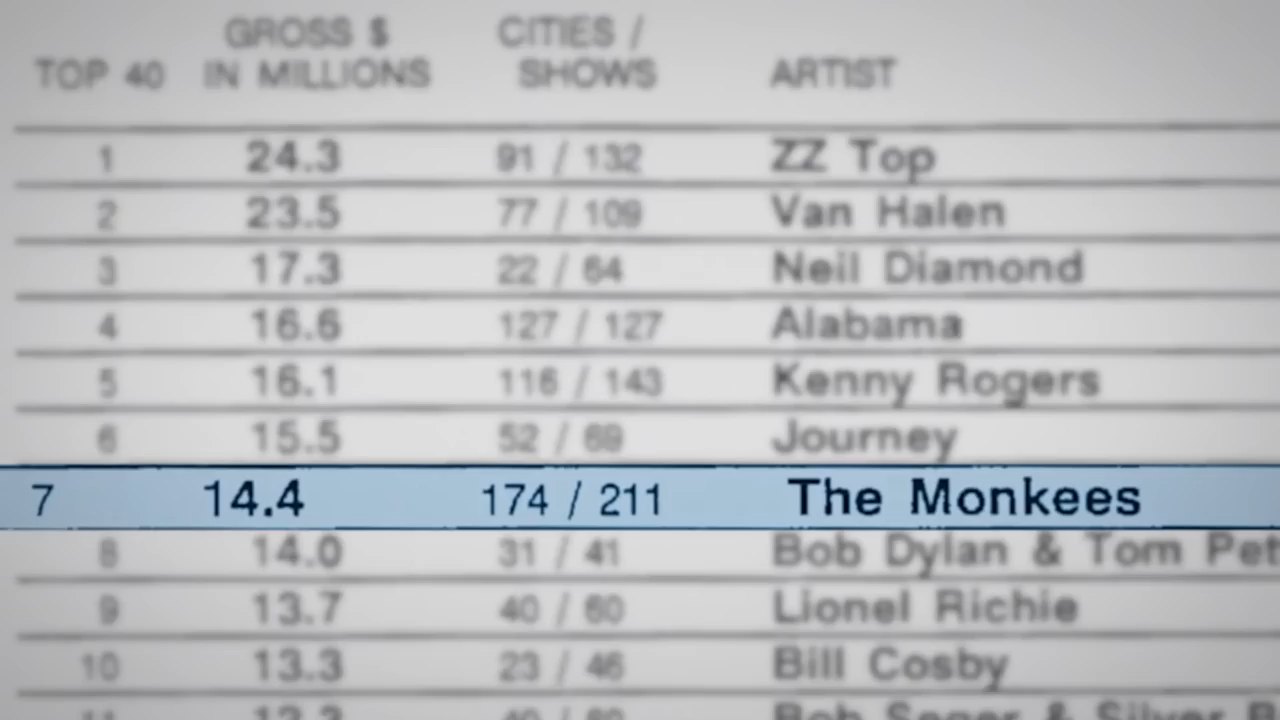 GROSS $ CITIES /
TOP 40 IN MILLIONS SHOWS ARTIST
1 24.3 91 / 132 ZZ Top
2 23.5 77 / 109 Van Halen
3 17.3 22 / 64 Neil Diamond
4 16.6 127 / 127 Alabama
5 16.1 116 / 143 Kenny Rogers
6 15.5 52 / 69 Journey
7 14.4 174 / 211 The Monkees
8 14.0 31 / 41 Bob Dylan & Tom Pet
9 13.7 40 / 60 Lionel Richie
10 13.3 23 / 46 Bill Cosby
Bob Seger & Silver B